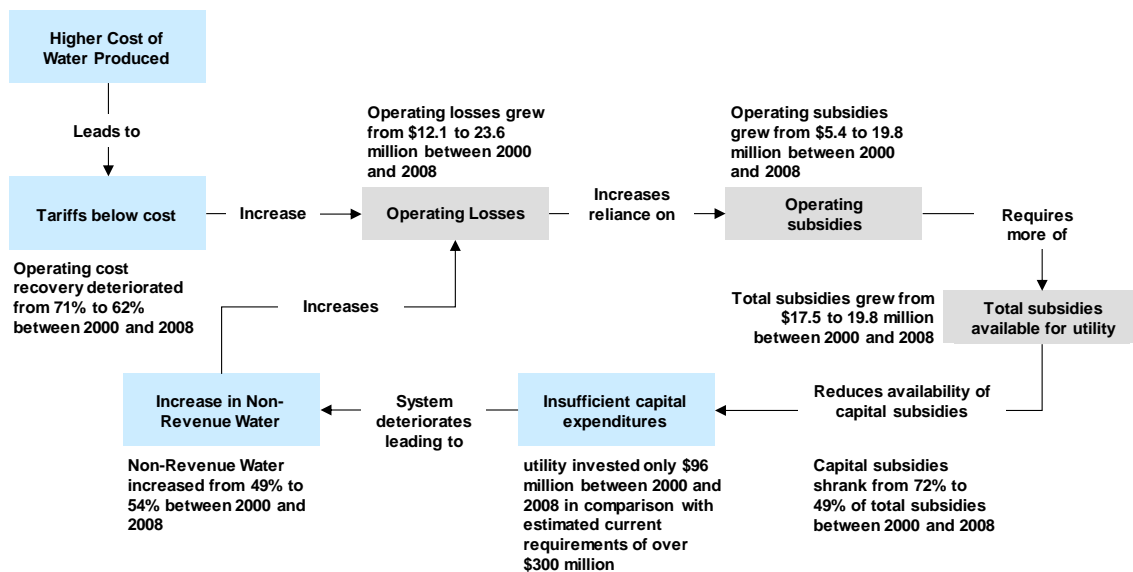 Higher Cost of
Water Produced
Leads to
Tariffs below cost
Operating cost
recovery deteriorated
from 71% to 62%
between 2000 and 2008
Increase
Operating losses grew
from $12.1 to 23.6
million between 2000
and 2008
Operating Losses
Increases
reliance on
Operating subsidies
grew from $5.4 to 19.8
million between 2000
and 2008
Operating
subsidies
Requires
more of
Total subsidies grew from
$17.5 to 19.8 million
between 2000 and 2008
Total subsidies
available for utility
Reduces availability of
capital subsidies
Capital subsidies
shrank from 72% to
49% of total subsidies
between 2000 and 2008
Insufficient capital
expenditures
utility invested only $96
million between 2000 and
2008 in comparison with
estimated current
requirements of over
$300 million
System
deteriorates
leading to
Increase in Non-
Revenue Water
Non-Revenue Water
increased from 49% to
54% between 2000 and
2008
Increases